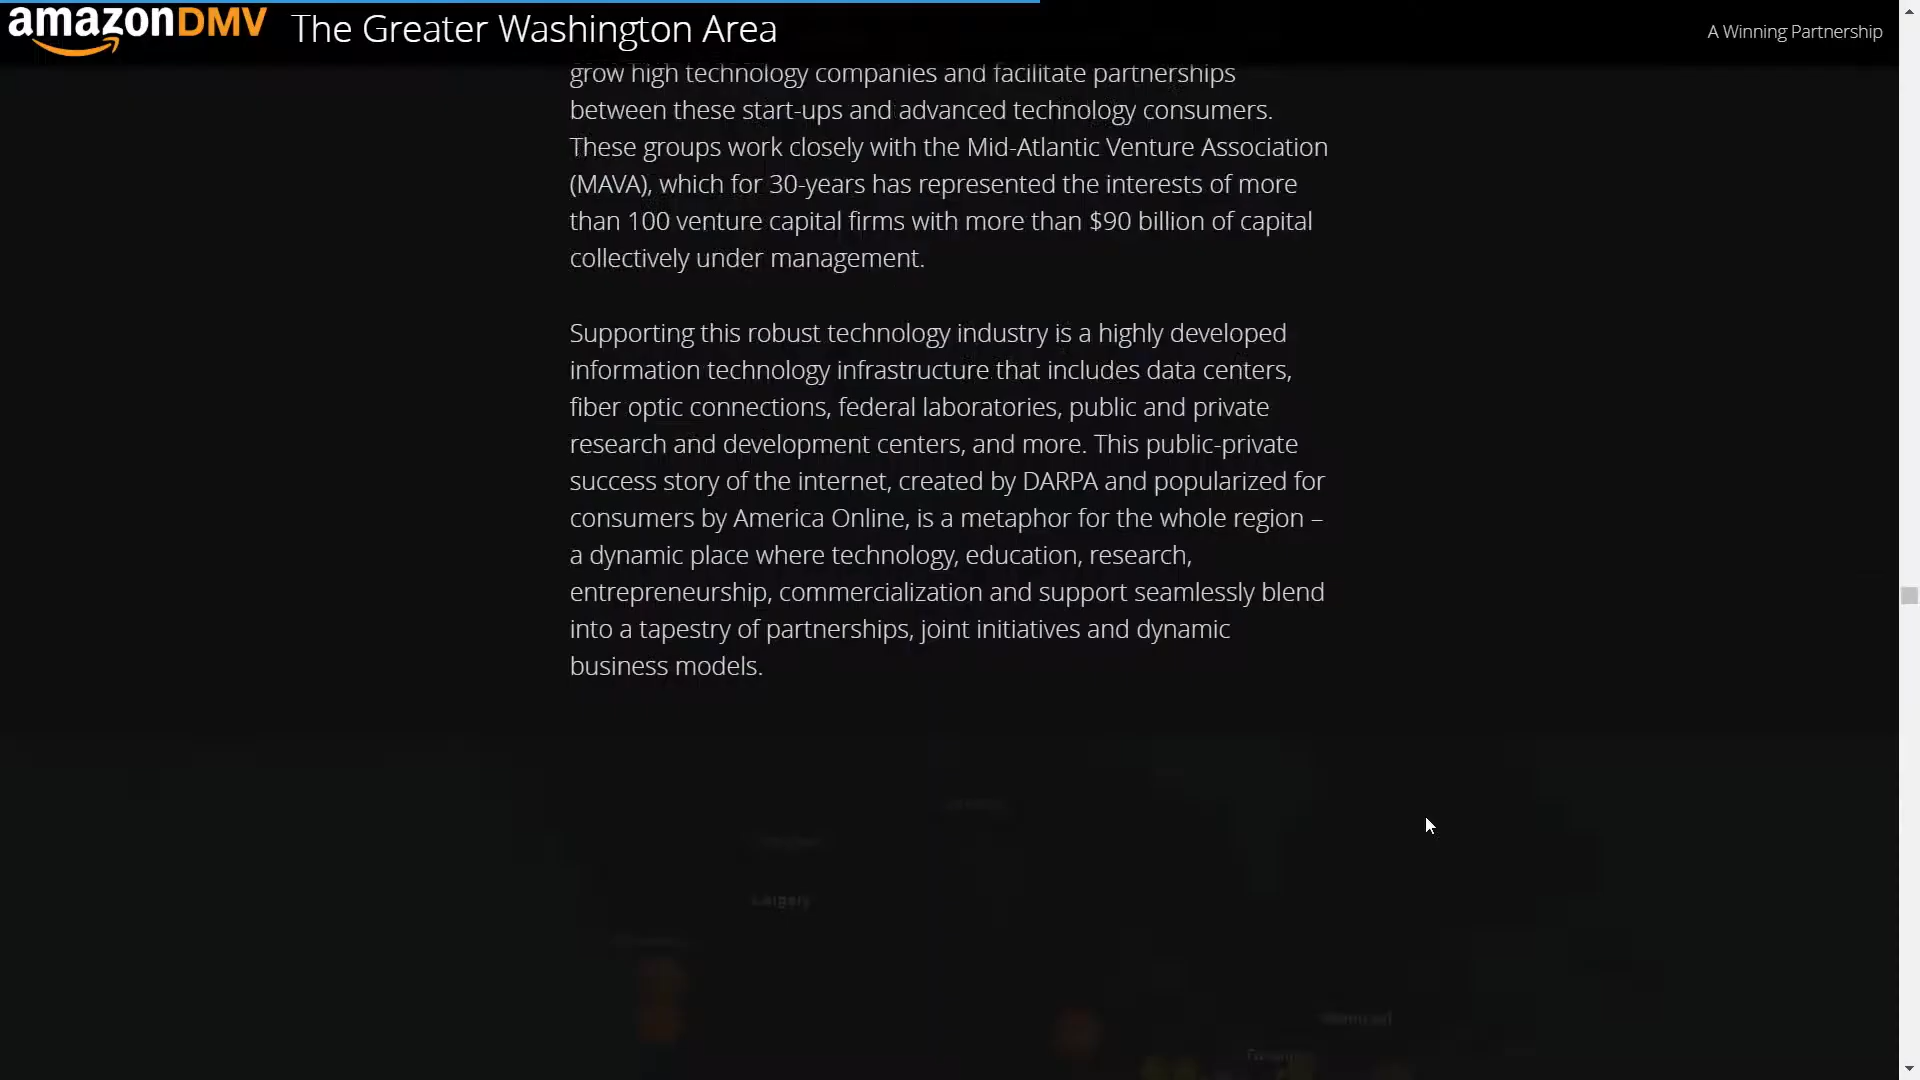 amazonDMV The Greater Washington Area
A Winning Partnership
grow high technology companies and facilitate partnerships
between these start-ups and advanced technology consumers.
These groups work closely with the Mid-Atlantic Venture Association
(MAVA), which for 30-years has represented the interests of more
than 100 venture capital firms with more than $90 billion of capital
collectively under management.
Supporting this robust technology industry is a highly developed
information technology infrastructure that includes data centers,
fiber optic connections, federal laboratories, public and private
research and development centers, and more. This public-private
success story of the internet, created by DARPA and popularized for
consumers by America Online, is a metaphor for the whole region –
a dynamic place where technology, education, research,
entrepreneurship, commercialization and support seamlessly blend
into a tapestry of partnerships, joint initiatives and dynamic
business models.
Calgary